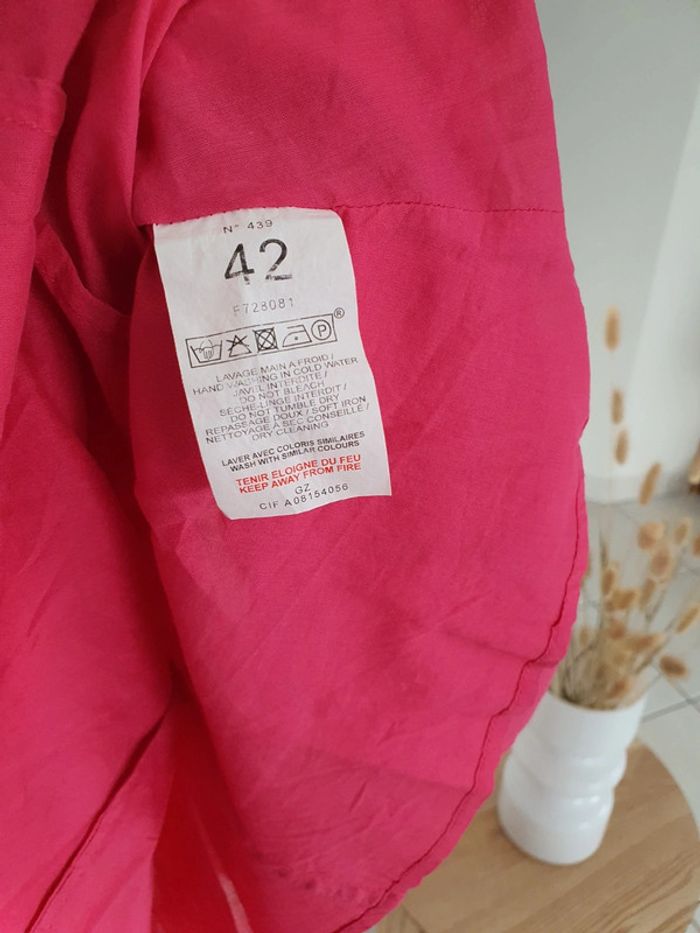 N° 439
42
F728081
P ®
LAVAGE MAIN A FROID /
HAND WASHING IN COLD WATER
JAVEL INTERDITE /
DO NOT BLEACH
SÈCHE-LINGE INTERDIT /
DO NOT TUMBLE DRY
REPASSAGE DOUX / SOFT IRON
NETTOYAGE À SEC CONSEILLÉ /
DRY CLEANING
LAVER AVEC COLORIS SIMILAIRES
WASH WITH SIMILAR COLOURS
TENIR ELOIGNE DU FEU
KEEP AWAY FROM FIRE
GZ
CIF A08154056